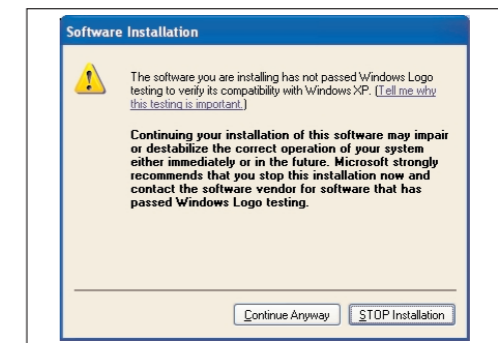 Software Installation
The software you are installing has not passed Windows Logo
testing to verify its compatibility with Windows XP. (Tell me why
this testing is important.)
Continuing your installation of this software may impair
or destabilize the correct operation of your system
either immediately or in the future. Microsoft strongly
recommends that you stop this installation now and
contact the software vendor for software that has
passed Windows Logo testing.
Continue Anyway STOP Installation